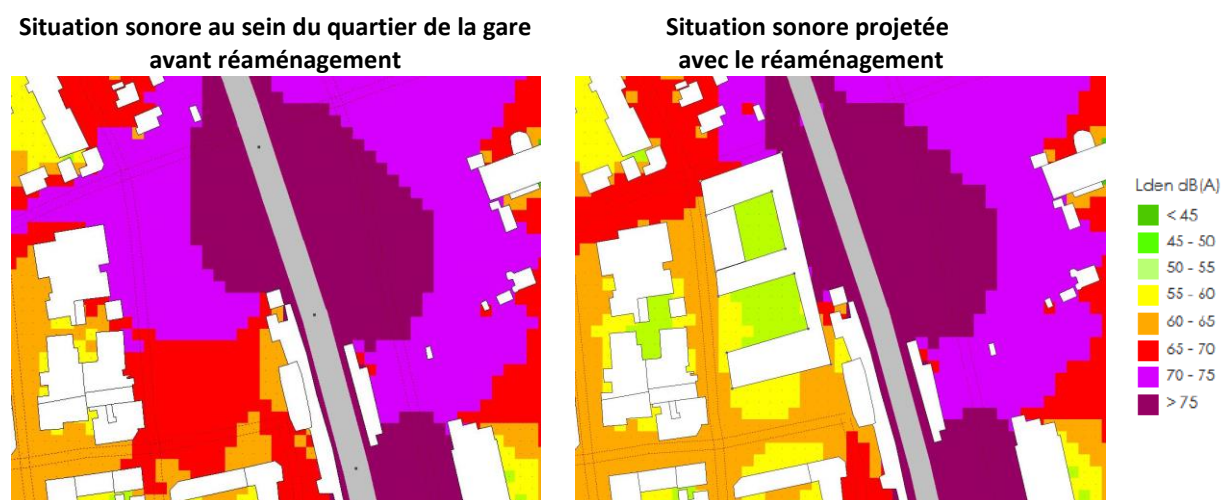 Situation sonore au sein du quartier de la gare
avant réaménagement
Situation sonore projetée
avec le réaménagement
Lden dB(A)
< 45
45 - 50
50 - 55
55 - 60
60 - 65
65 - 70
70 - 75
> 75